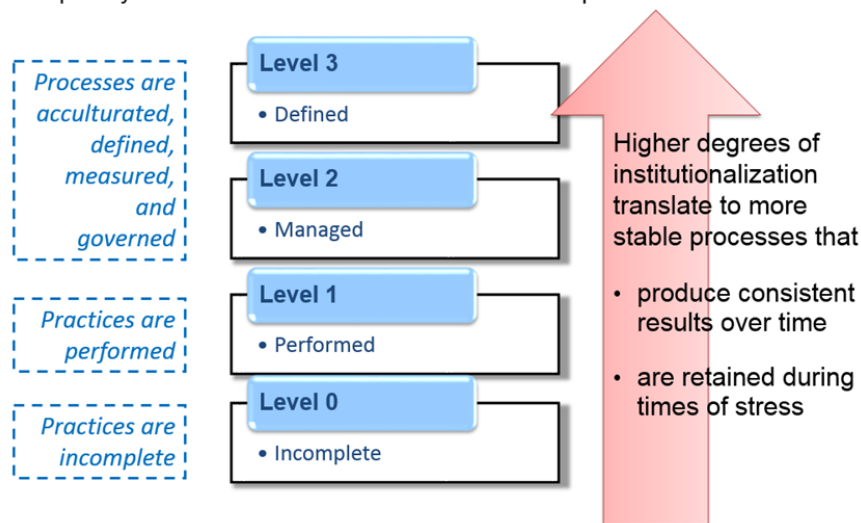 Processes are
acculturated,
defined,
measured,
and
governed
Level 3
• Defined
Level 2
• Managed
Practices are
performed
Level 1
• Performed
Practices are
incomplete
Level 0
• Incomplete
Higher degrees of
institutionalization
translate to more
stable processes that
• produce consistent
results over time
• are retained during
times of stress